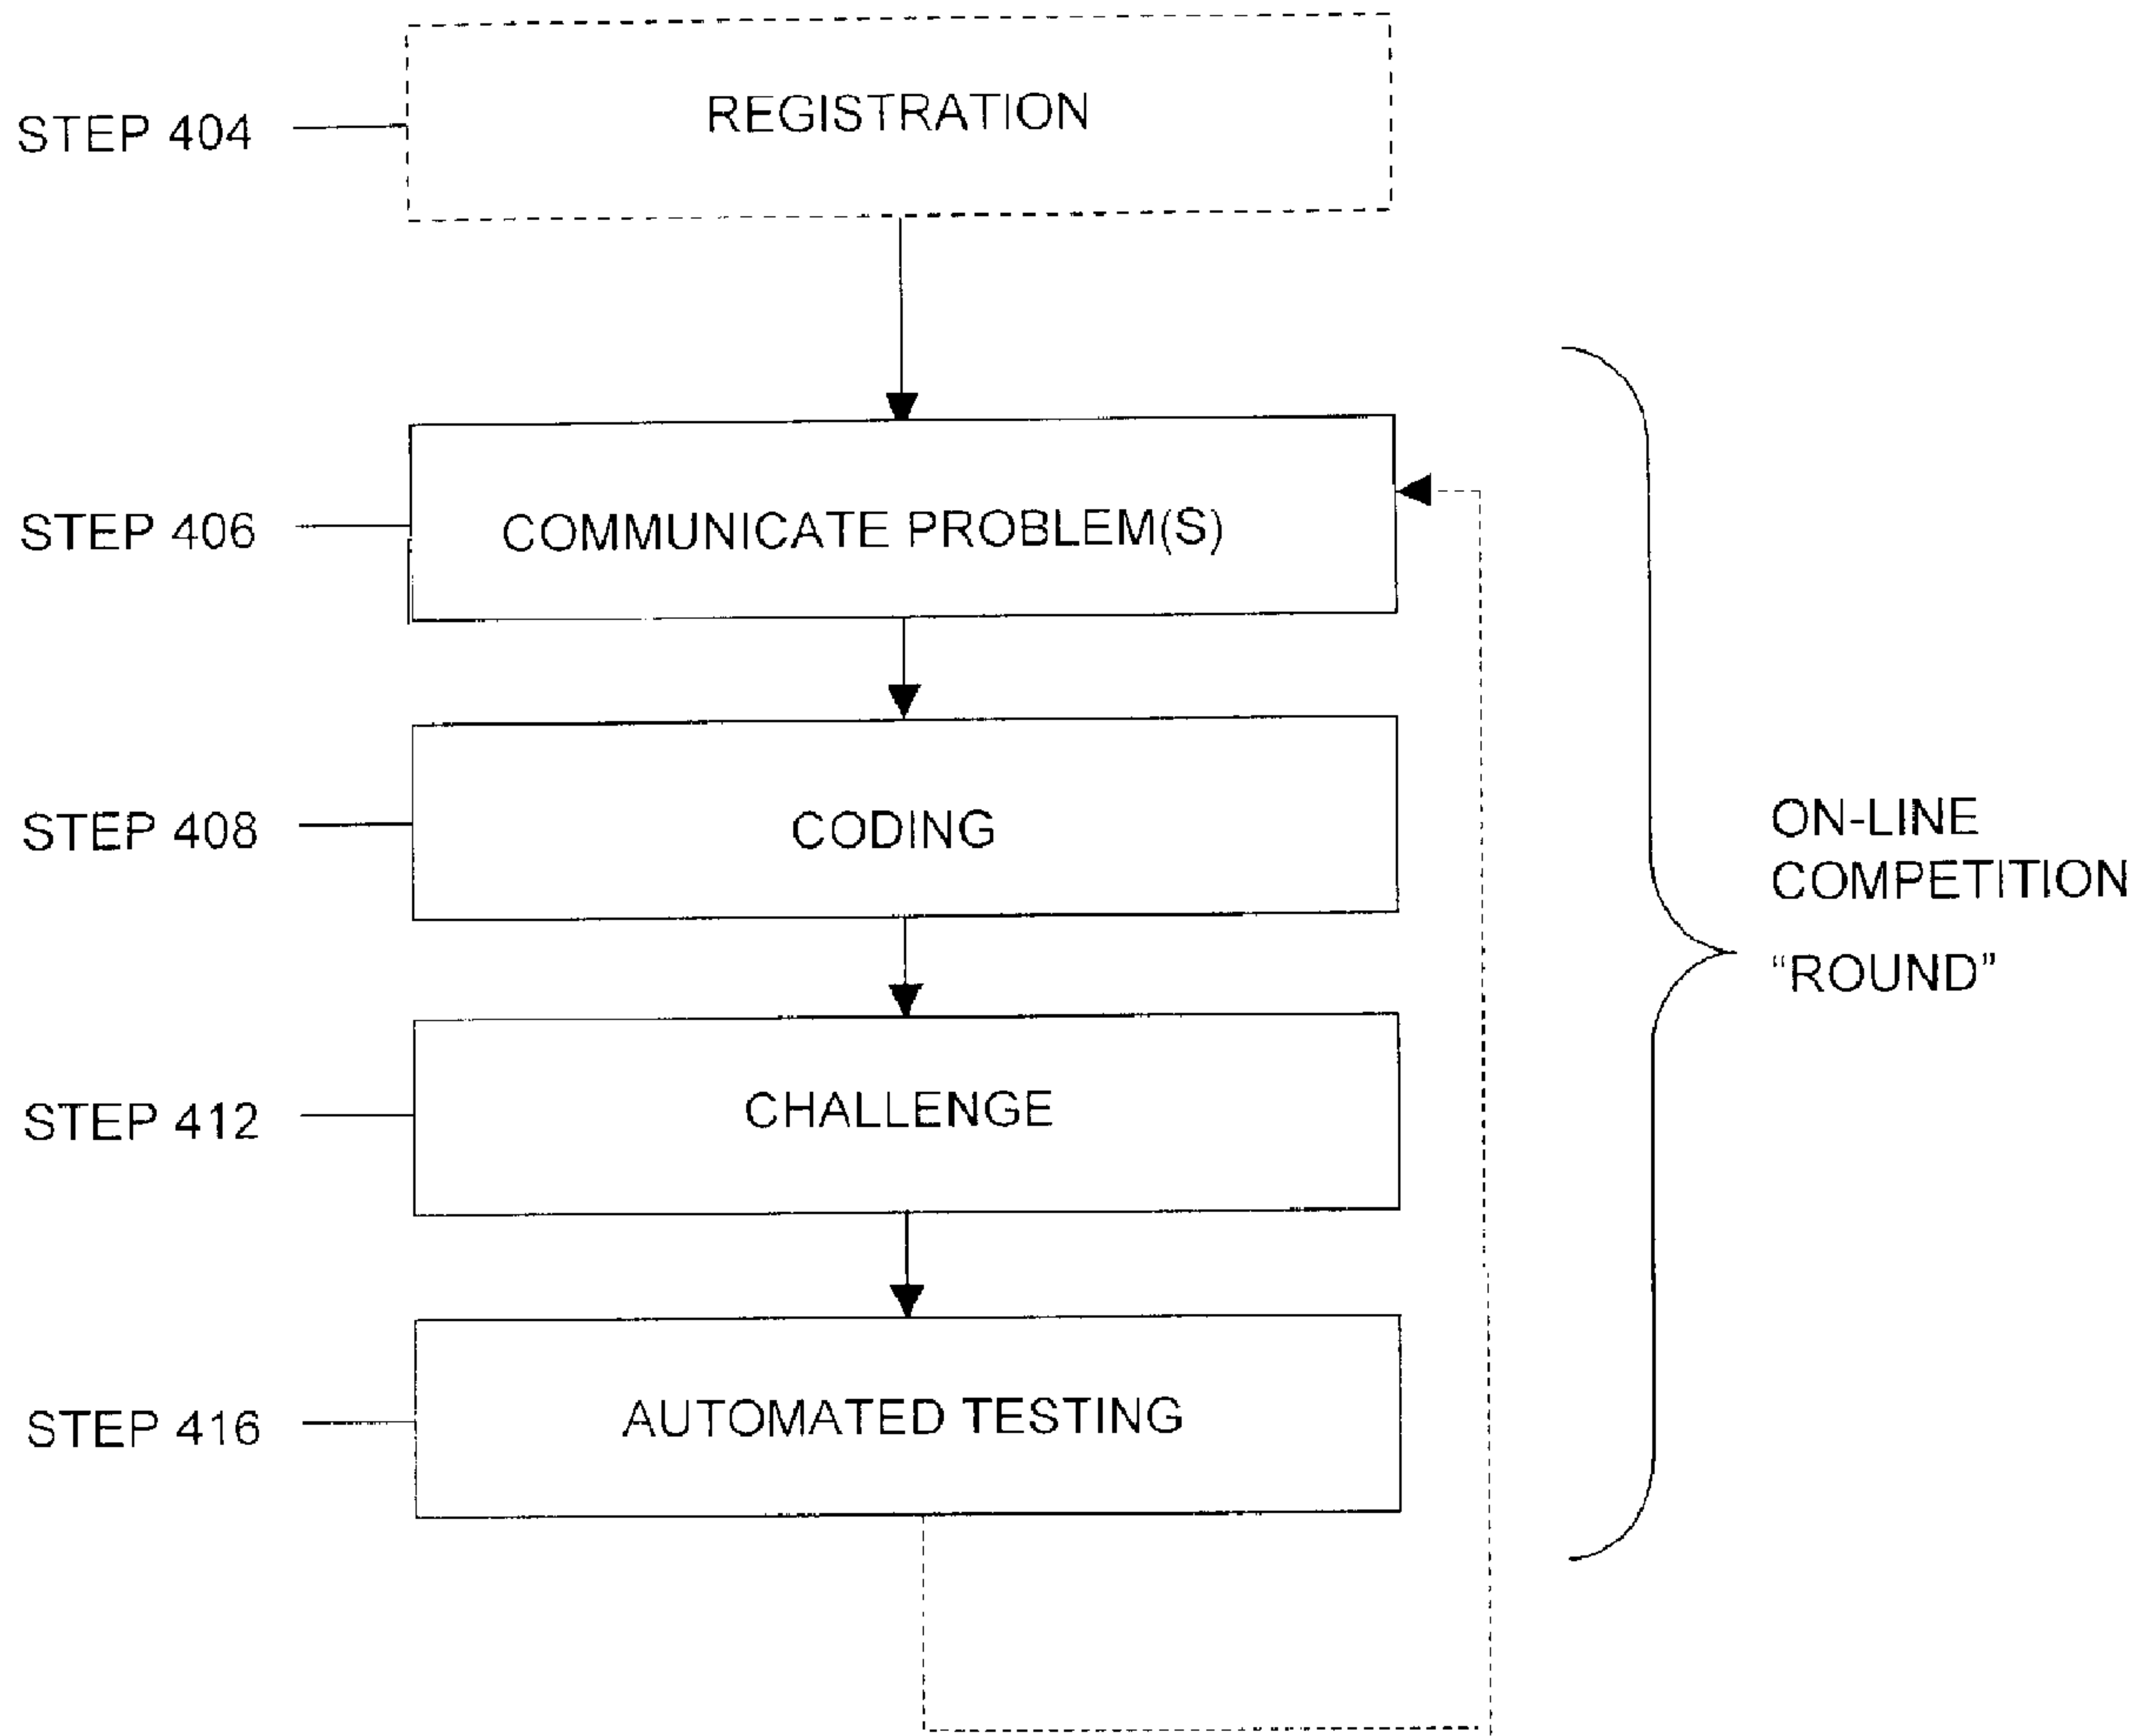 REGISTRATION
STEP 404
STEP 406
COMMUNICATE PROBLEM(S)
STEP 408
CODING
ON-LINE
COMPETITION
“ROUND”
STEP 412
CHALLENGE
STEP 416
AUTOMATED TESTING